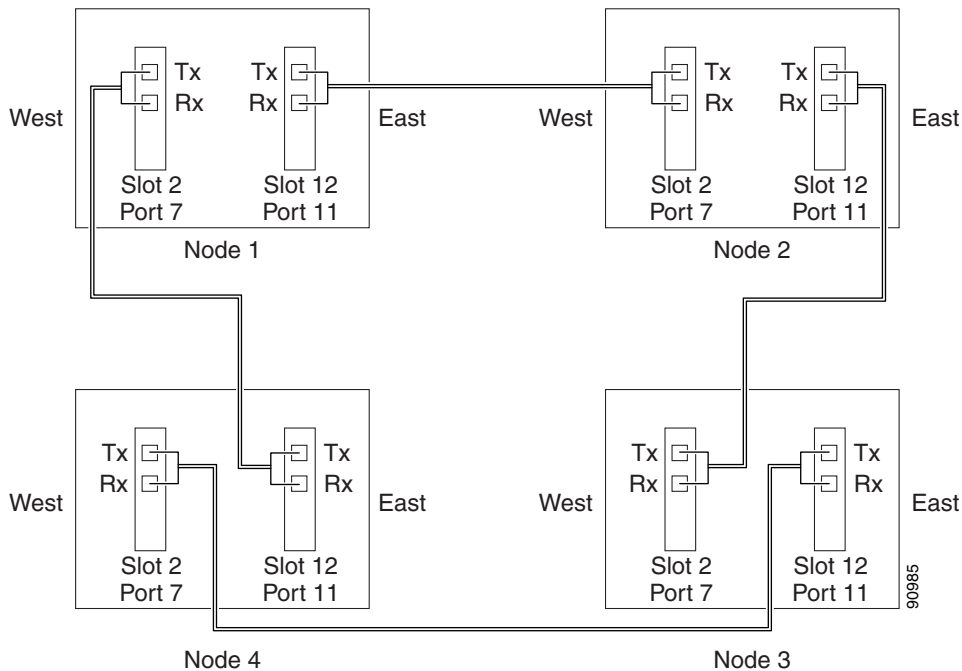 Tx Tx Tx Tx
Rx Rx Rx Rx
West East West East
Slot 2 Slot 12 Slot 2 Slot 12
Port 7 Port 11 Port 7 Port 11
Node 1 Node 2
Tx Tx Tx Tx
Rx Rx Rx Rx
West East West East
Slot 2 Slot 12 Slot 2 Slot 12
Port 7 Port 11 Port 7 Port 11
90985
Node 4 Node 3